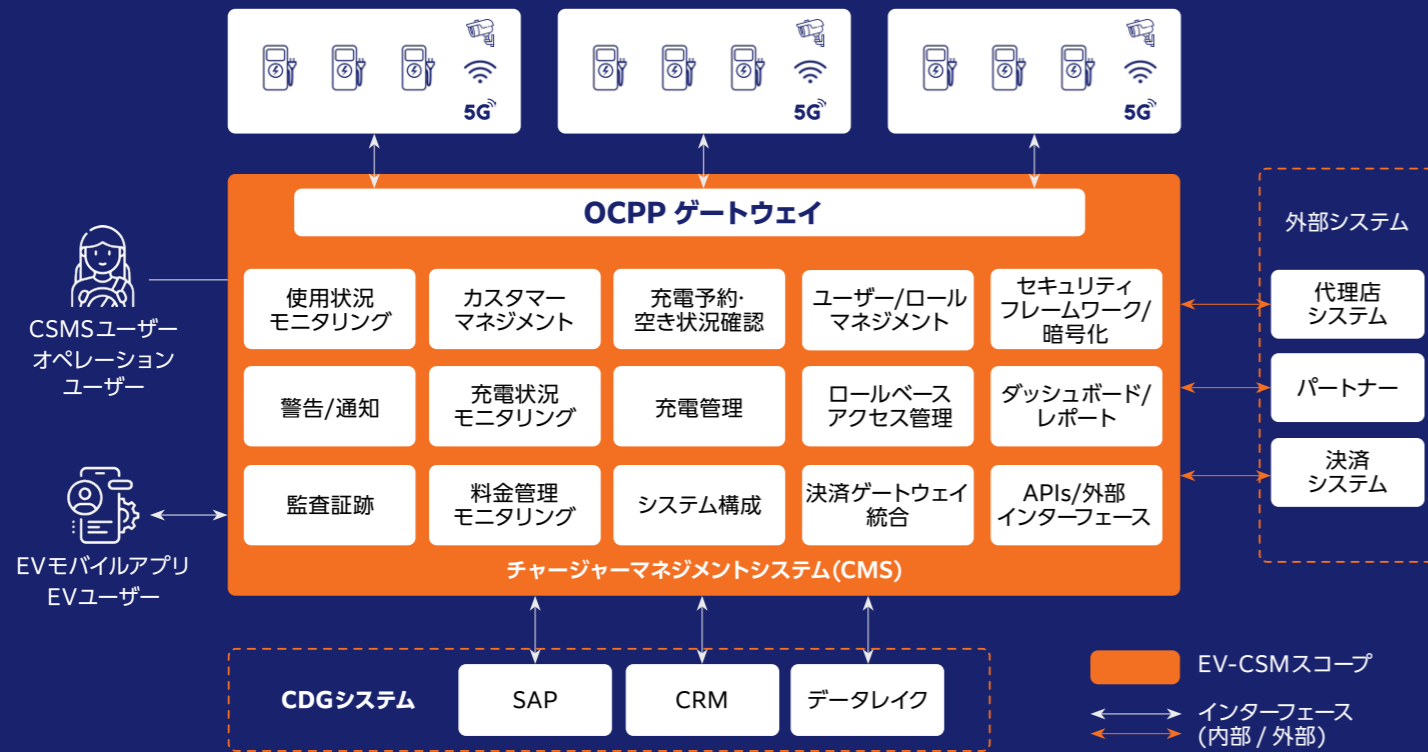 5G
5G
5G
OCPP ゲートウェイ
使用状況
モニタリング
カスタマー
マネジメント
充電予約・
空き状況確認
ユーザー/ロール
マネジメント
セキュリティ
フレームワーク/
暗号化
警告/通知
充電状況
モニタリング
充電管理
ロールベース
アクセス管理
ダッシュボード/
レポート
監査証跡
料金管理
モニタリング
システム構成
決済ゲートウェイ
統合
APIs/外部
インターフェース
チャージャーマネジメントシステム(CMS)
CSMSユーザー
オペレーション
ユーザー
EVモバイルアプリ
EVユーザー
外部システム
代理店
システム
パートナー
決済
システム
CDGシステム
SAP
CRM
データレイク
EV-CSMスコープ
インターフェース
(内部 / 外部)